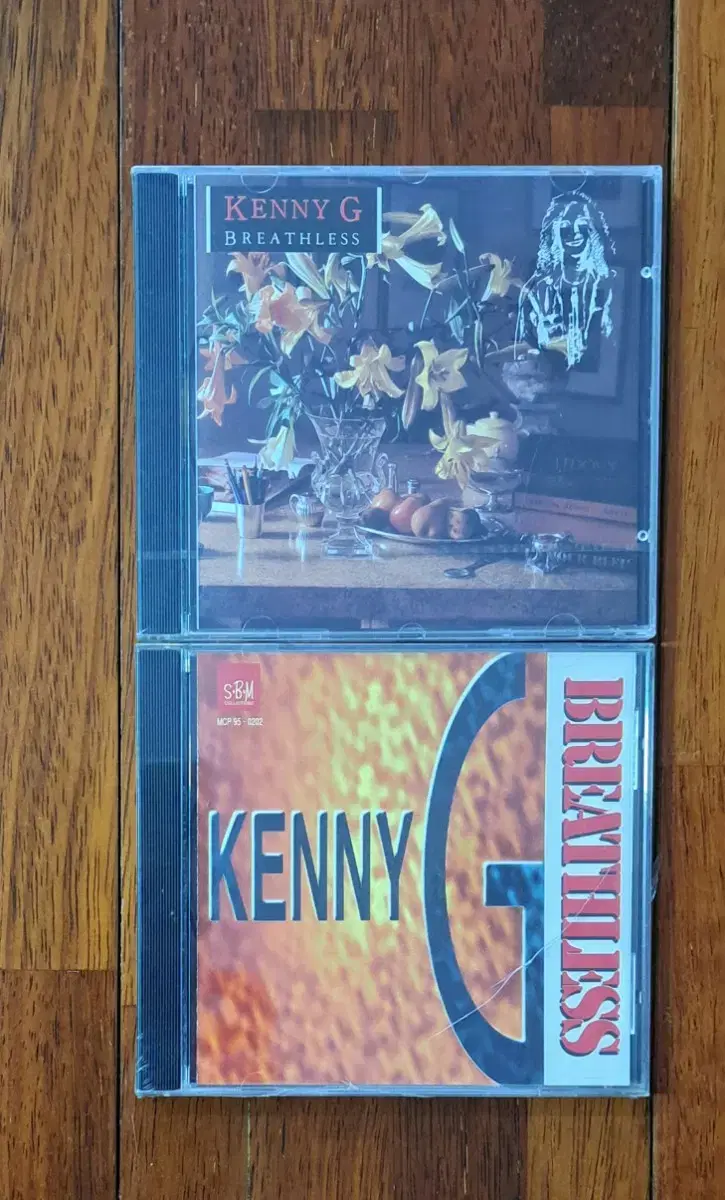 KENNY G
BREATHLESS
S·B·M
MCP 95 - 0202
KENNY G
BREATHLESS